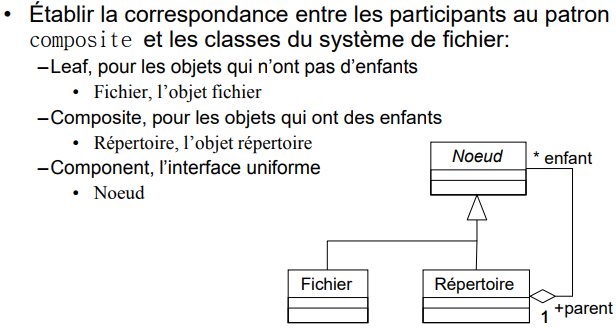 • Établir la correspondance entre les participants au patron
composite et les classes du système de fichier:
–Leaf, pour les objets qui n’ont pas d’enfants
• Fichier, l’objet fichier
–Composite, pour les objets qui ont des enfants
• Répertoire, l’objet répertoire
–Component, l’interface uniforme
• Noeud
Noeud
* enfant
Fichier
Répertoire
1
+parent